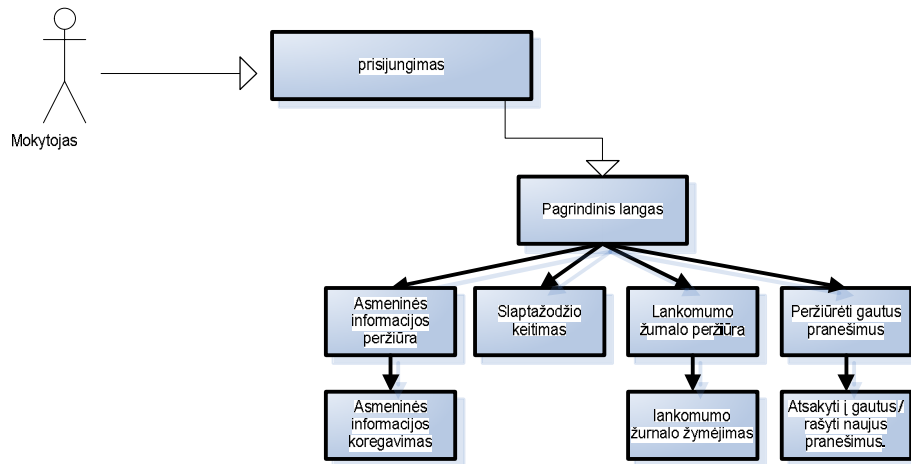 prisijungimas
Mokytojas
Pagrindinis langas
Asmeninės
informacijos
peržiūra
Slaptažodžio
keitimas
Lankomumo
žurnalo peržiūra
Peržiūrėti gautus
pranešimus
Asmeninės
informacijos
koregavimas
lankomumo
žurnalo žymėjimas
Atsakyti į gautus/
rašyti naujus
pranešimus.